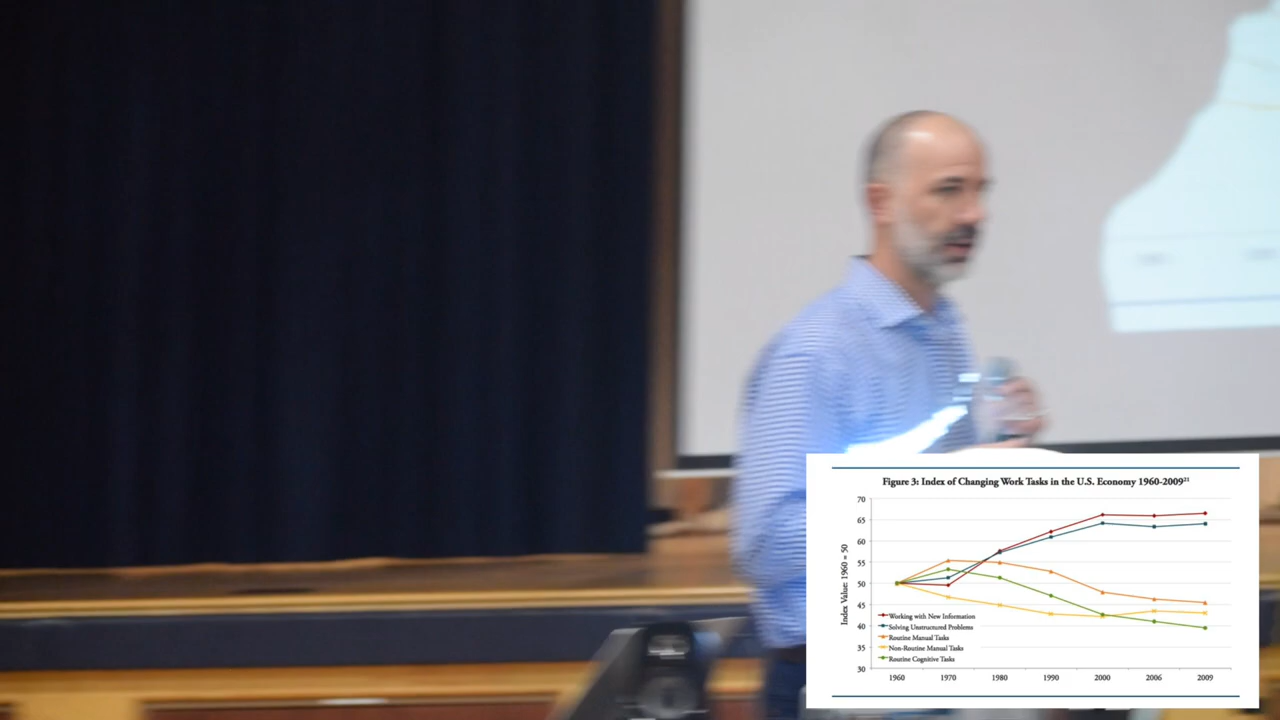 Figure 3: Index of Changing Work Tasks in the U.S. Economy 1960-2009²¹
Index Value: 1960 = 50
70
65
60
55
50
45
40
35
30
Working with New Information
Solving Unstructured Problems
Routine Manual Tasks
Non-Routine Manual Tasks
Routine Cognitive Tasks
1960 1970 1980 1990 2000 2006 2009